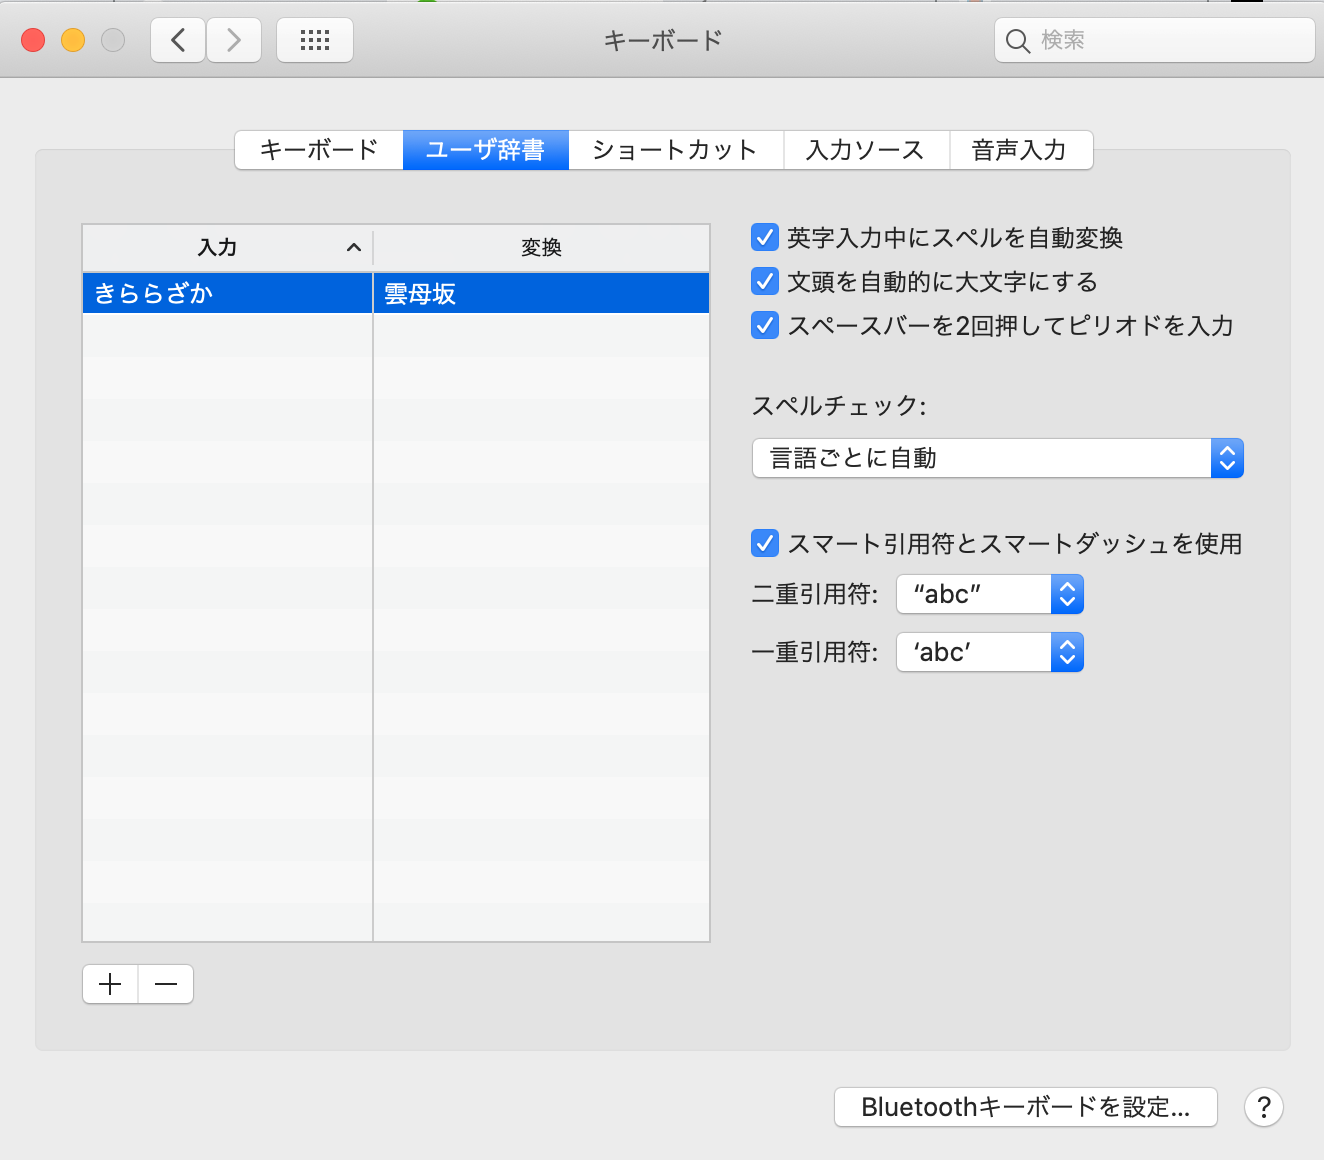 キーボード
検索
キーボード
ユーザ辞書
ショートカット
入力ソース
音声入力
入力
変換
きららざか
雲母坂
英字入力中にスペルを自動変換
文頭を自動的に大文字にする
スペースバーを2回押してピリオドを入力
スペルチェック:
言語ごとに自動
スマート引用符とスマートダッシュを使用
二重引用符:
“abc”
一重引用符:
‘abc’
Bluetoothキーボードを設定...
?